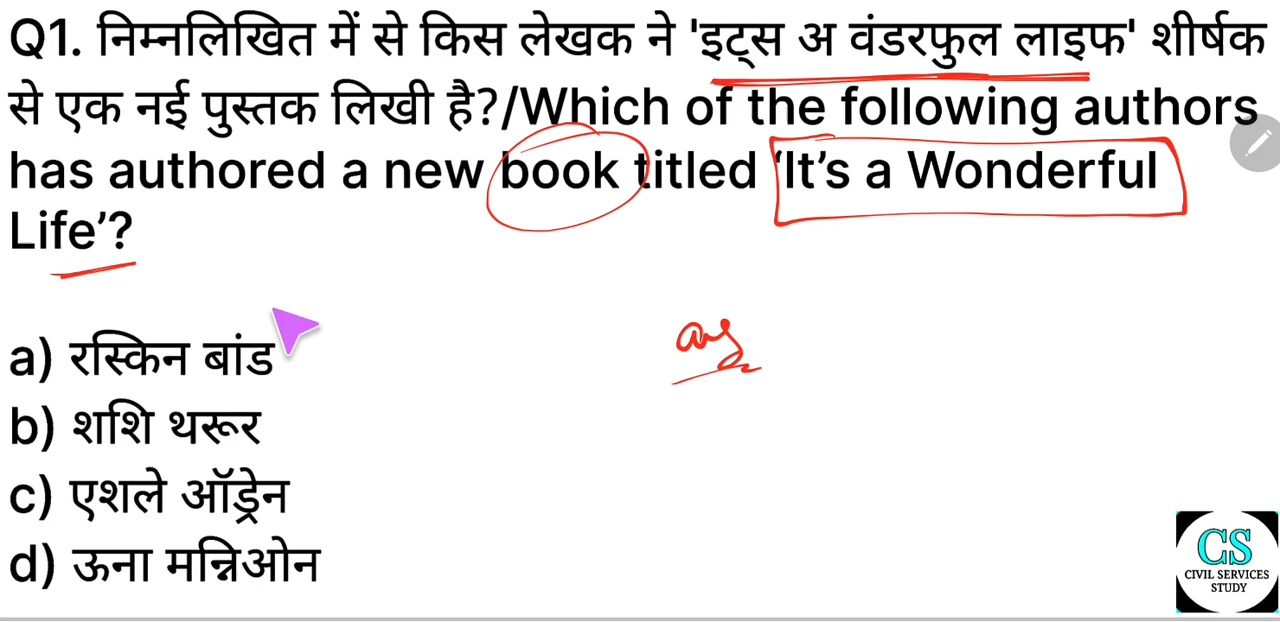 Q1. निम्नलिखित में से किस लेखक ने 'इट्स अ वंडरफुल लाइफ' शीर्षक
से एक नई पुस्तक लिखी है?/Which of the following authors
has authored a new book titled ‘It’s a Wonderful
Life’?
a) रस्किन बांड
b) शशि थरूर
c) एशले ऑड्रेन
d) ऊना मन्निओन
CS
CIVIL SERVICES
STUDY